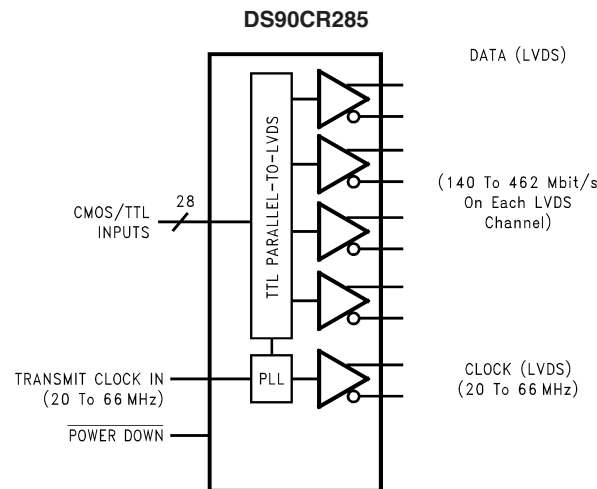 DS90CR285
DATA (LVDS)
TTL PARALLEL-TO-LVDS
(140 To 462 Mbit/s
On Each LVDS
Channel)
28
CMOS/TTL
INPUTS
TRANSMIT CLOCK IN
(20 To 66 MHz)
PLL
CLOCK (LVDS)
(20 To 66 MHz)
POWER DOWN